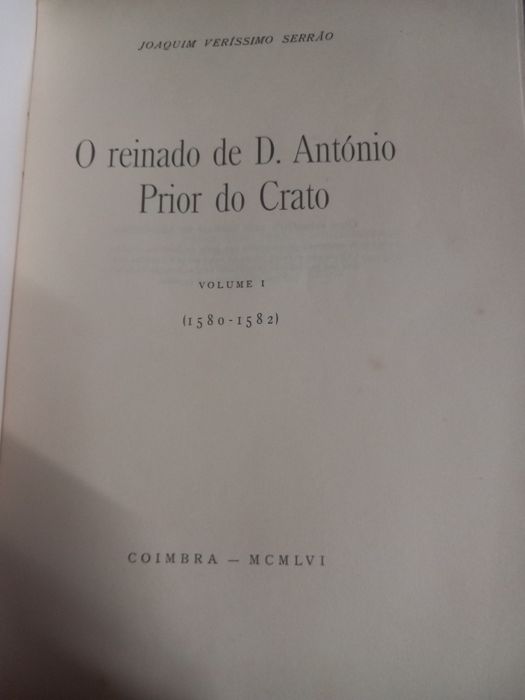 JOAQUIM VERÍSSIMO SERRÃO
O reinado de D. António
Prior do Crato
VOLUME I
(1580-1582)
COIMBRA — MCMLVI